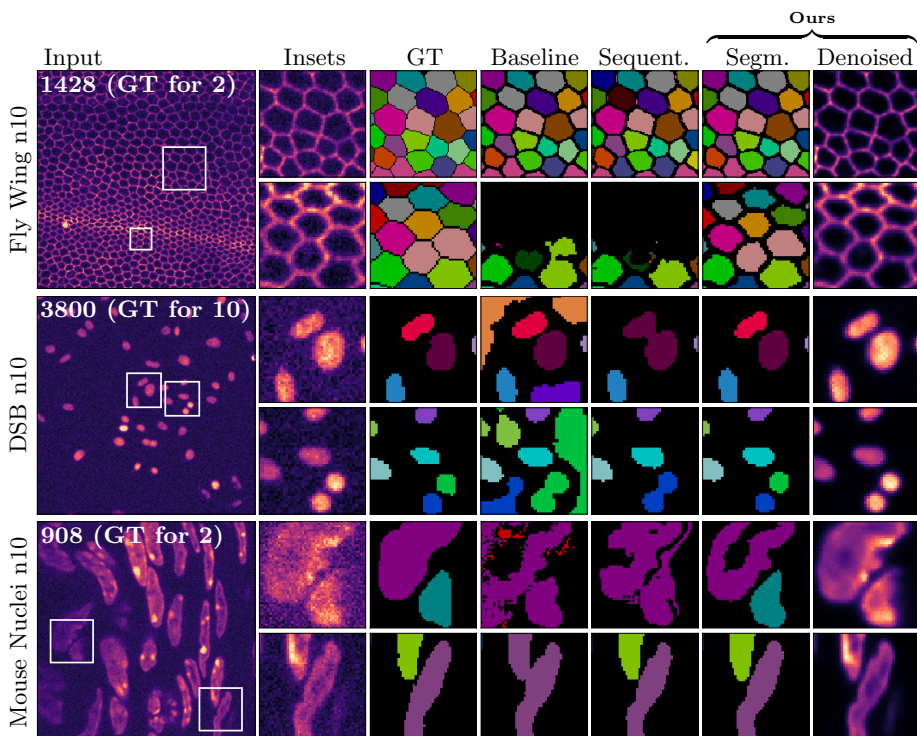 Ours
Input Insets GT Baseline Sequent. Segm. Denoised
Fly Wing n10
1428 (GT for 2)
DSB n10
3800 (GT for 10)
Mouse Nuclei n10
908 (GT for 2)